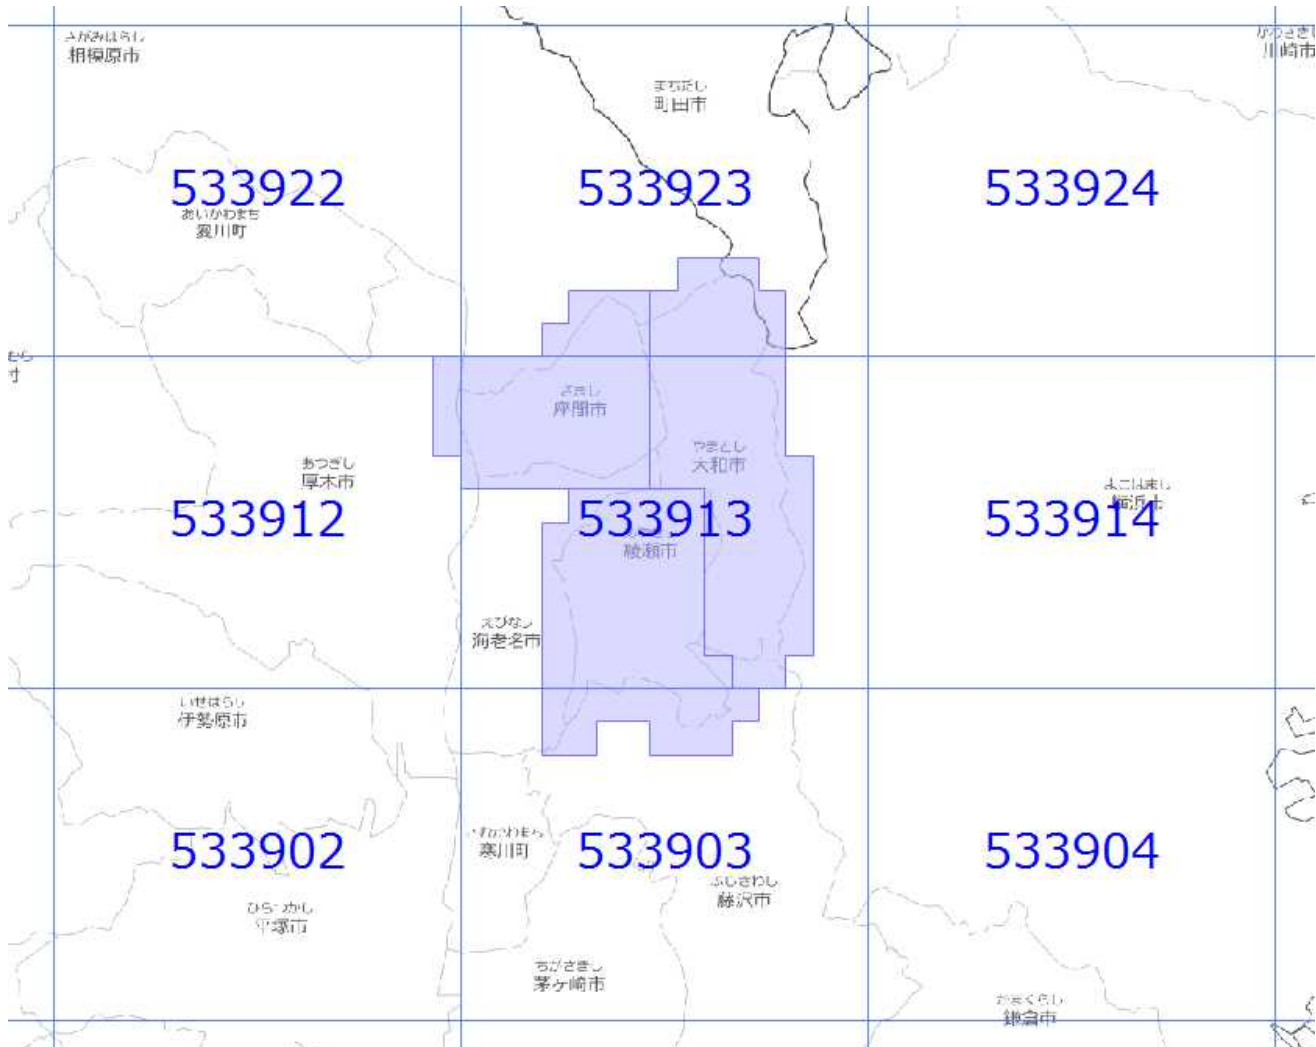 さがみはらし
相模原市
まちだし
町田市
川崎市
533922
533923
533924
あいかわまち
愛川町
村
ざまし
座間市
やまとし
大和市
あつぎし
厚木市
よこはまし
横浜市
533912
533913
533914
綾瀬市
えびなし
海老名市
いせはらし
伊勢原市
さむかわまち
寒川町
533902
533903
533904
ふじさわし
藤沢市
ひらつかし
平塚市
ちがさきし
茅ヶ崎市
かまくらし
鎌倉市